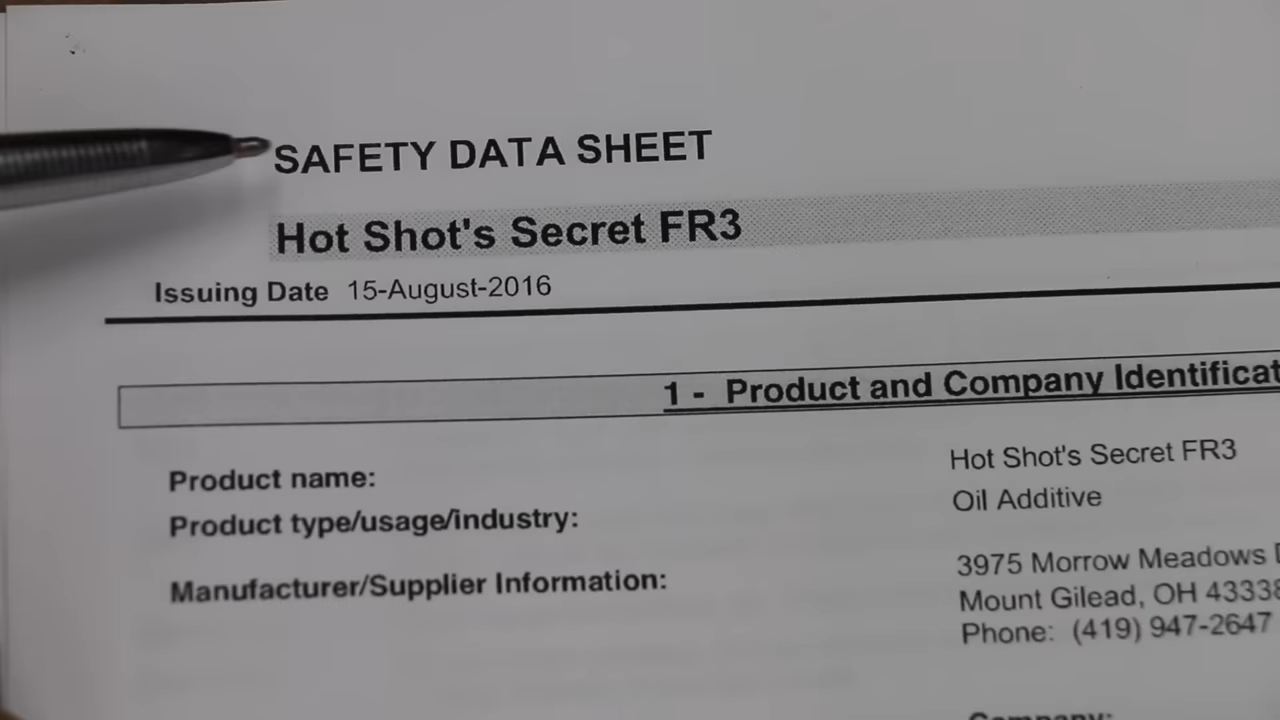 SAFETY DATA SHEET
Hot Shot's Secret FR3
Issuing Date 15-August-2016
1 - Product and Company
Product name: Hot Shot's Secret FR3
Product type/usage/industry: Oil Additive
Manufacturer/Supplier Information: 3975 Morrow Meadows
Mount Gilead, OH 43338
Phone: (419) 947-2647
Company: